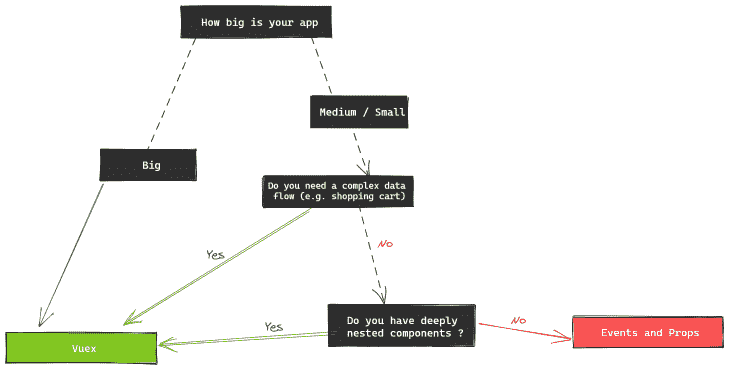 How big is your app
Medium / Small
Big
Do you need a complex data
flow (e.g. shopping cart)
Yes
No
Do you have deeply
nested components ?
No
Yes
Events and Props
Vuex